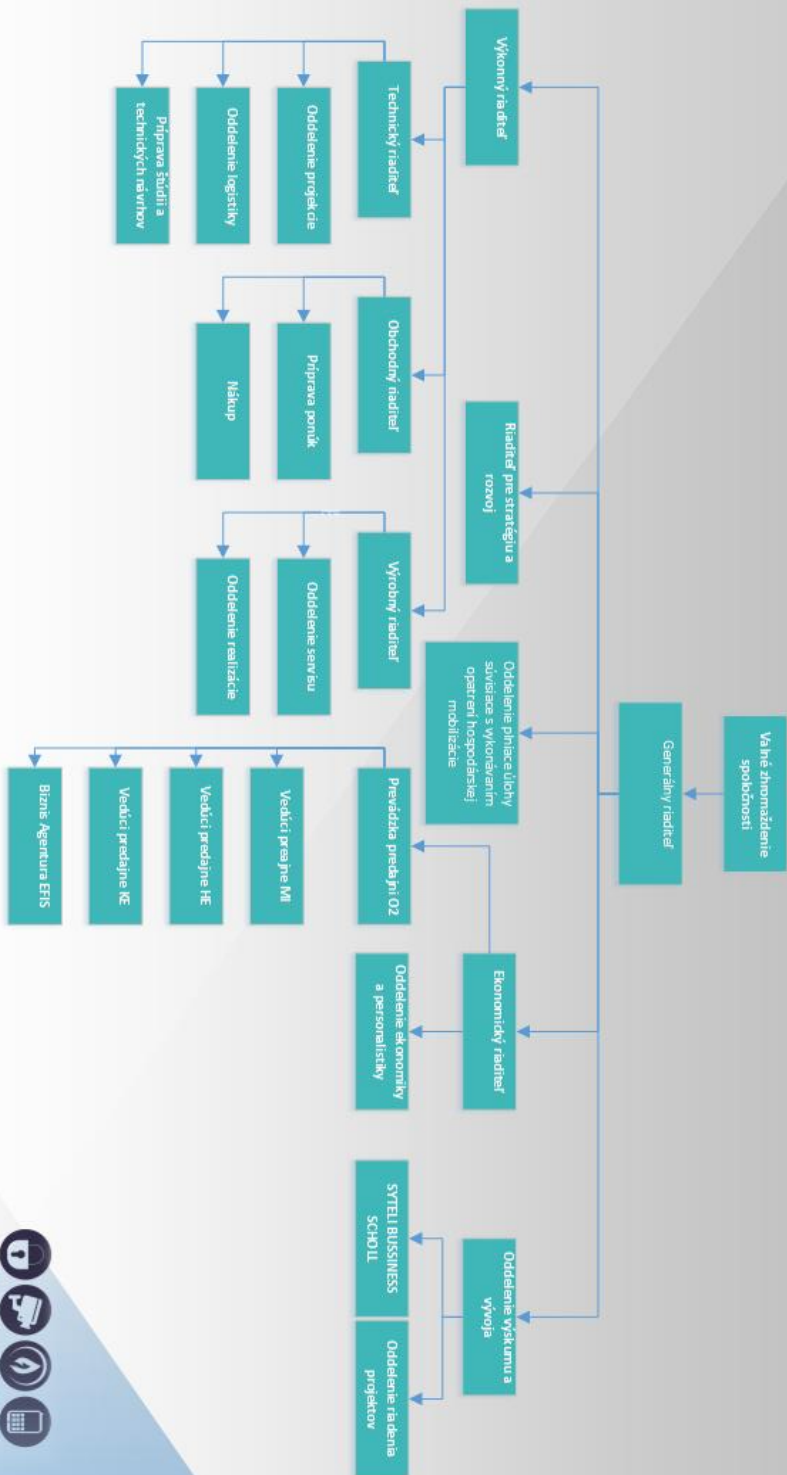 Valné zhromaždenie
spoločnosti
Generálny riaditeľ
Výkonný riaditeľ
Riaditeľ pre stratégiu a
rozvoj
Oddelenie plniace úlohy
súvisiace s vykonávaním
opatrení hospodárskej
mobilizácie
Ekonomický riaditeľ
Oddelenie výskumu a
vývoja
Technický riaditeľ
Obchodný riaditeľ
Výrobný riaditeľ
Prevádzka predajní O2
Oddelenie ekonomiky
a personalistiky
SYTELI BUSSINESS
SCHOLL
Oddelenie riadenia
projektov
Oddelenie projekcie
Príprava ponúk
Oddelenie servisu
Vedúci preajne MI
Oddelenie logistiky
Nákup
Oddelenie realizácie
Vedúci predajne HE
Príprava štúdií a
technických návrhov
Vedúci predajne KE
Biznis Agentura EFIS